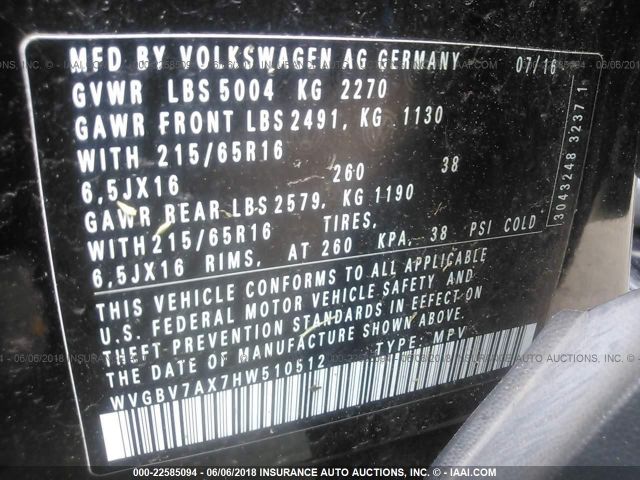 MFD BY VOLKSWAGEN AG GERMANY 07/16
GVWR LBS 5004 KG 2270
GAWR FRONT LBS 2491, KG 1130
WITH 215/65R16
6,5JX16 260 38
GAWR REAR LBS 2579, KG 1190
WITH 215/65R16 TIRES,
6,5JX16 RIMS, AT 260 KPA, 38 PSI COLD
THIS VEHICLE CONFORMS TO ALL APPLICABLE
U.S. FEDERAL MOTOR VEHICLE SAFETY, AND
THEFT-PREVENTION STANDARDS IN EFFECT ON
THE DATE OF MANUFACTURE SHOWN ABOVE.
WVGBV7AX7HW510512 TYPE: MPV
3043248 3237 1
000-22585094 - 06/06/2018 INSURANCE AUTO AUCTIONS, INC. - IAAI.COM